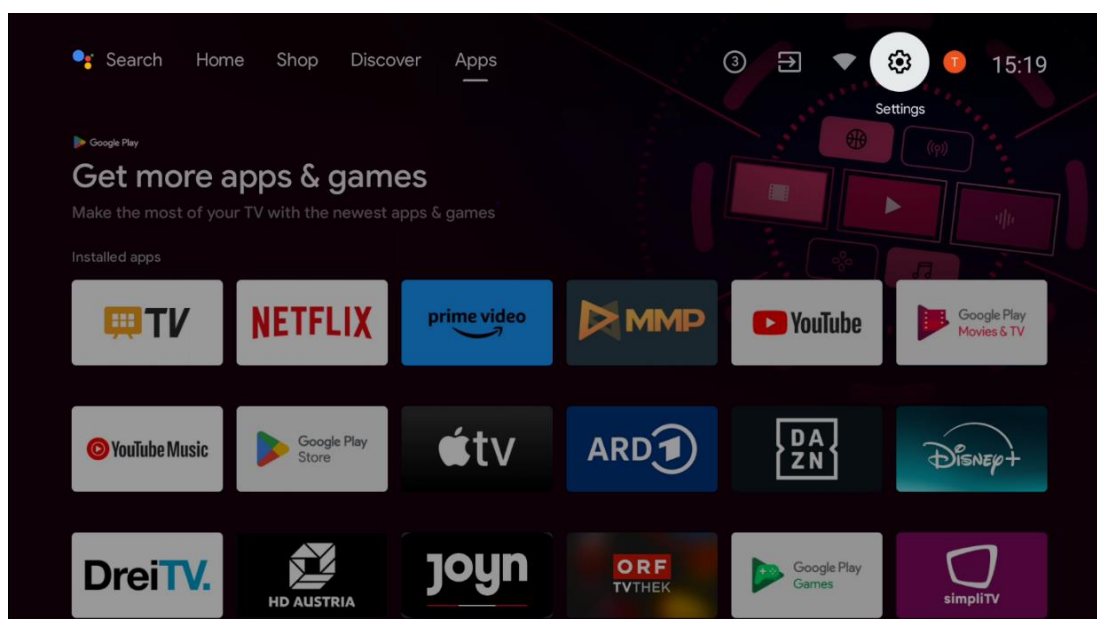 Search Home Shop Discover Apps 3 T 15:19
Settings
Google Play
Get more apps & games
Make the most of your TV with the newest apps & games
Installed apps
TV NETFLIX prime video MMP YouTube Google Play Movies & TV
YouTube Music Google Play Store tv ARD 1 DAZN Disney+
DreiTV. HD AUSTRIA Joyn ORF TVTHEK Google Play Games simpliTV